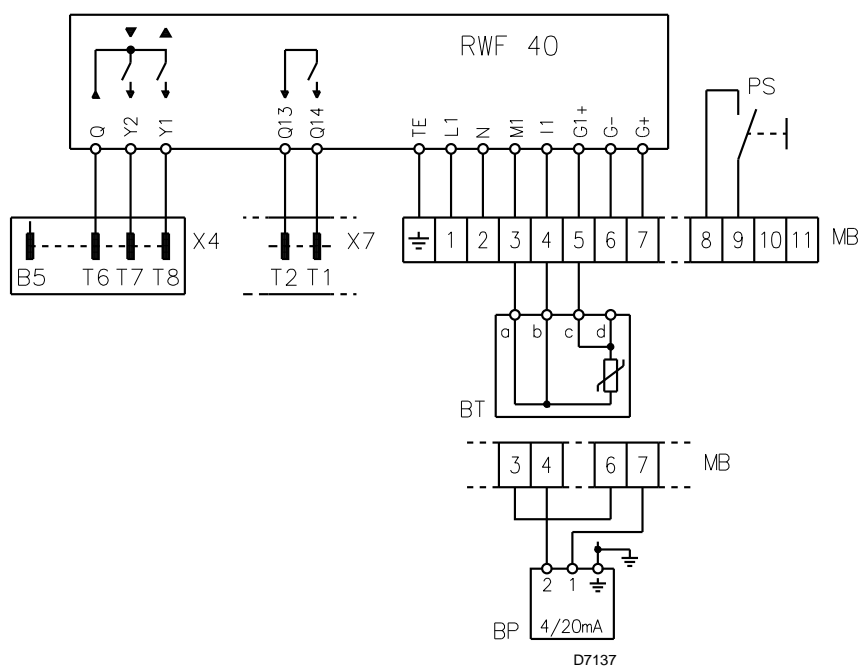 RWF 40
Q Y2 Y1 Q13 Q14 TE L1 N M1 I1 G1+ G- G+
PS
B5 T6 T7 T8 X4
T2 T1 X7
1 2 3 4 5 6 7 8 9 10 11 MB
a b c d
BT
3 4 6 7 MB
2 1
BP 4/20mA
D7137